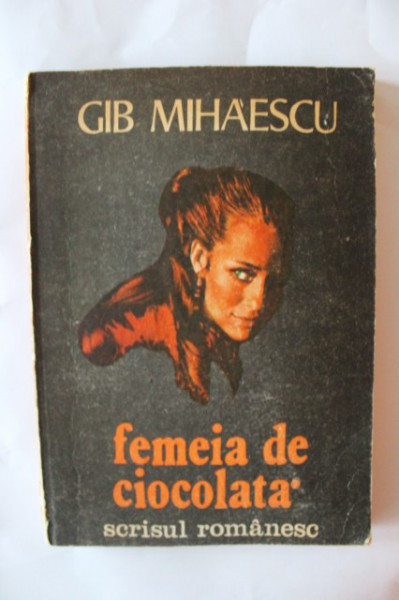 GIB MIHĂESCU
femeia de
ciocolata*
scrisul românesc